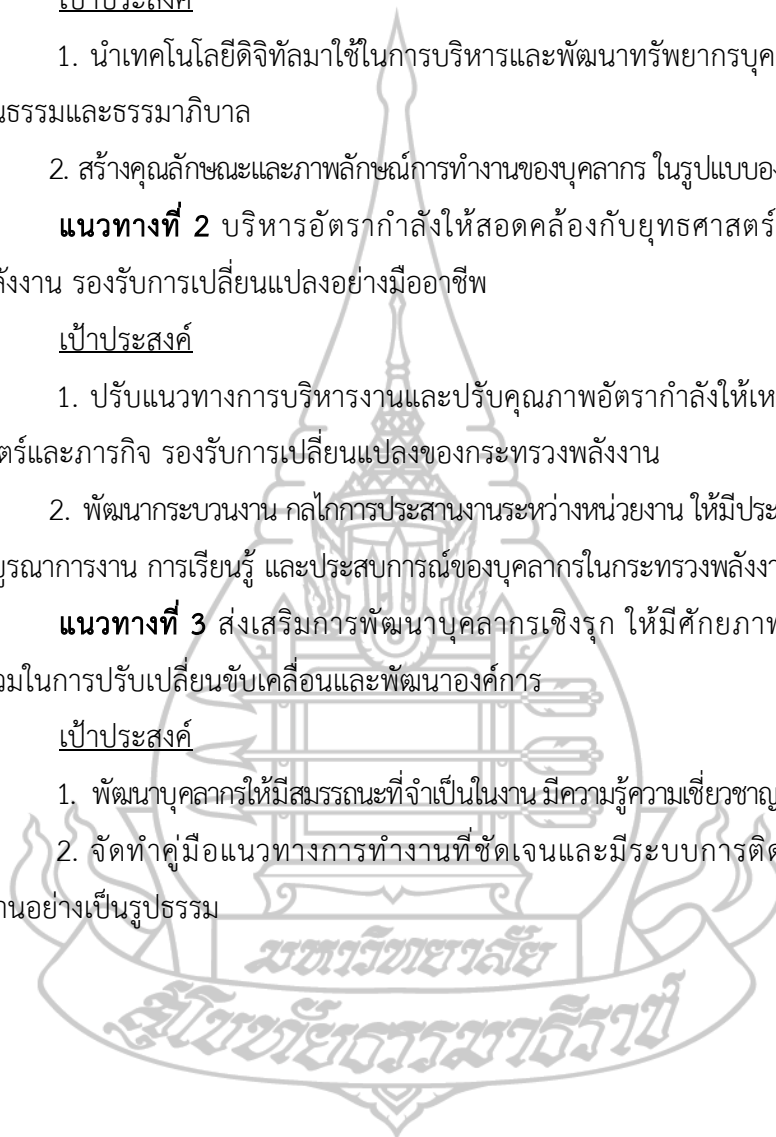 เป้าประสงค์
1. นำเทคโนโลยีดิจิทัลมาใช้ในการบริหารและพัฒนาทรัพยากรบุค
นธรรมและธรรมาภิบาล
2. สร้างคุณลักษณะและภาพลักษณ์การทำงานของบุคลากร ในรูปแบบอง
แนวทางที่ 2 บริหารอัตรากำลังให้สอดคล้องกับยุทธศาสตร์
ลังงาน รองรับการเปลี่ยนแปลงอย่างมืออาชีพ
เป้าประสงค์
1. ปรับแนวทางการบริหารงานและปรับคุณภาพอัตรากำลังให้เห
ตร์และภารกิจ รองรับการเปลี่ยนแปลงของกระทรวงพลังงาน
2. พัฒนากระบวนงาน กลไกการประสานงานระหว่างหน่วยงาน ให้มีประ
ูรณาการงาน การเรียนรู้ และประสบการณ์ของบุคลากรในกระทรวงพลังงา
แนวทางที่ 3 ส่งเสริมการพัฒนาบุคลากรเชิงรุก ให้มีศักยภาพ
วมในการปรับเปลี่ยนขับเคลื่อนและพัฒนาองค์การ
เป้าประสงค์
1. พัฒนาบุคลากรให้มีสมรรถนะที่จำเป็นในงาน มีความรู้ความเชี่ยวชาญ
2. จัดทำคู่มือแนวทางการทำงานที่ชัดเจนและมีระบบการติด
านอย่างเป็นรูปธรรม
มหาวิทยาลัย
สุโขทัยธรรมาธิราช